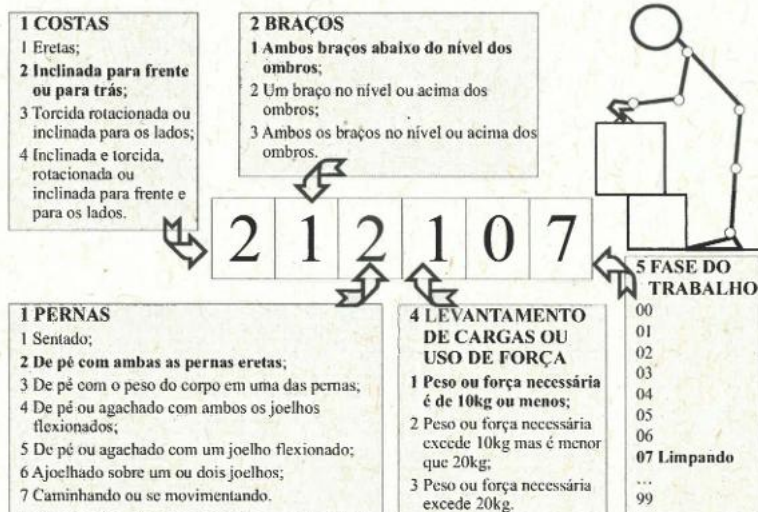 1 COSTAS
1 Eretas;
2 Inclinada para frente
ou para trás;
3 Torcida rotacionada ou
inclinada para os lados;
4 Inclinada e torcida,
rotacionada ou
inclinada para frente e
para os lados.
2 BRAÇOS
1 Ambos braços abaixo do nível dos
ombros;
2 Um braço no nível ou acima dos
ombros;
3 Ambos os braços no nível ou acima dos
ombros.
2 1 2 1 0 7
1 PERNAS
1 Sentado;
2 De pé com ambas as pernas eretas;
3 De pé com o peso do corpo em uma das pernas;
4 De pé ou agachado com ambos os joelhos
flexionados;
5 De pé ou agachado com um joelho flexionado;
6 Ajoelhado sobre um ou dois joelhos;
7 Caminhando ou se movimentando.
4 LEVANTAMENTO
DE CARGAS OU
USO DE FORÇA
1 Peso ou força necessária
é de 10kg ou menos;
2 Peso ou força necessária
excede 10kg mas é menor
que 20kg;
3 Peso ou força necessária
excede 20kg.
5 FASE DO
TRABALHO
00
01
02
03
04
05
06
07 Limpando
...
99